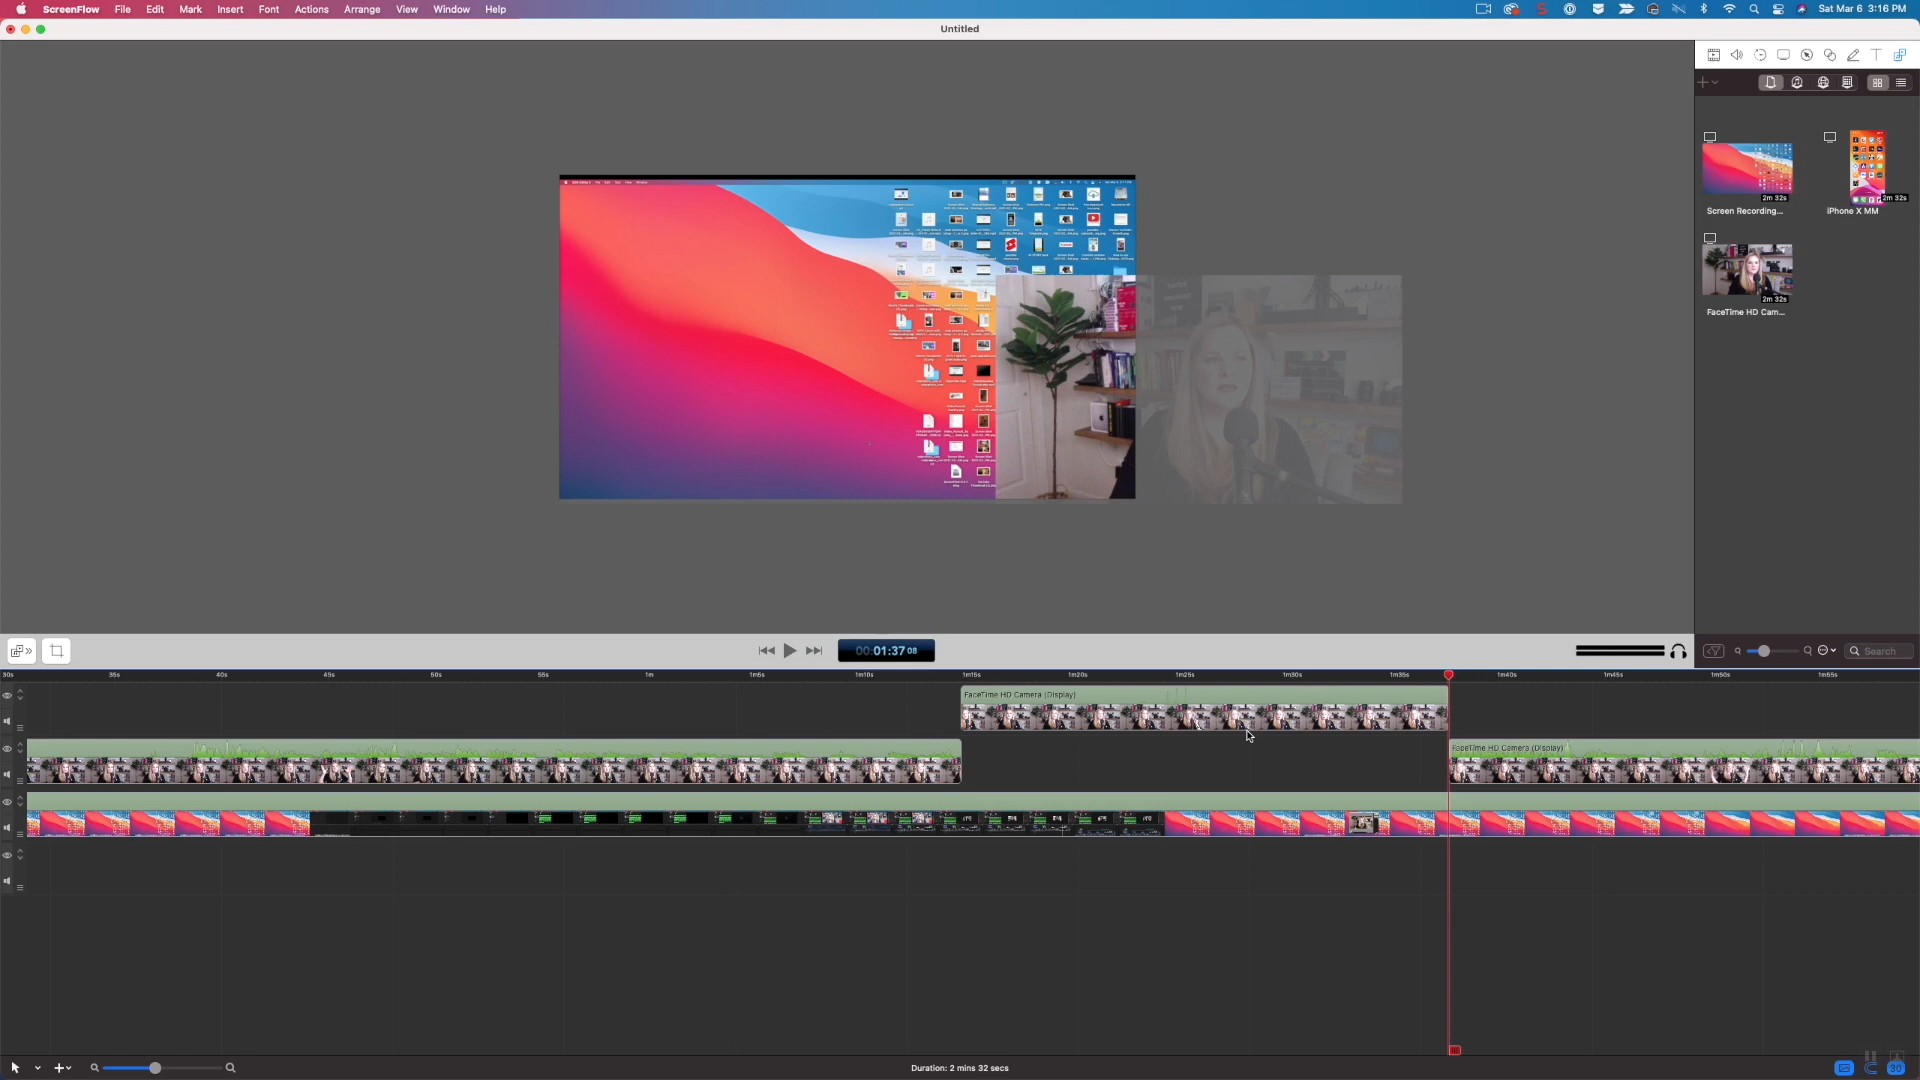 ScreenFlow File Edit Mark Insert Font Actions Arrange View Window Help Sat Mar 6 3:16 PM
Untitled
2m 32s
2m 32s
Screen Recording...
iPhone X MM
2m 32s
FaceTime HD Cam...
00:01:37 08
Search
30s 35s 40s 45s 50s 55s 1m 1m5s 1m10s 1m15s 1m20s 1m25s 1m30s 1m35s 1m40s 1m45s 1m50s 1m55s
FaceTime HD Camera (Display)
FaceTime HD Camera (Display)
Duration: 2 mins 32 secs
30